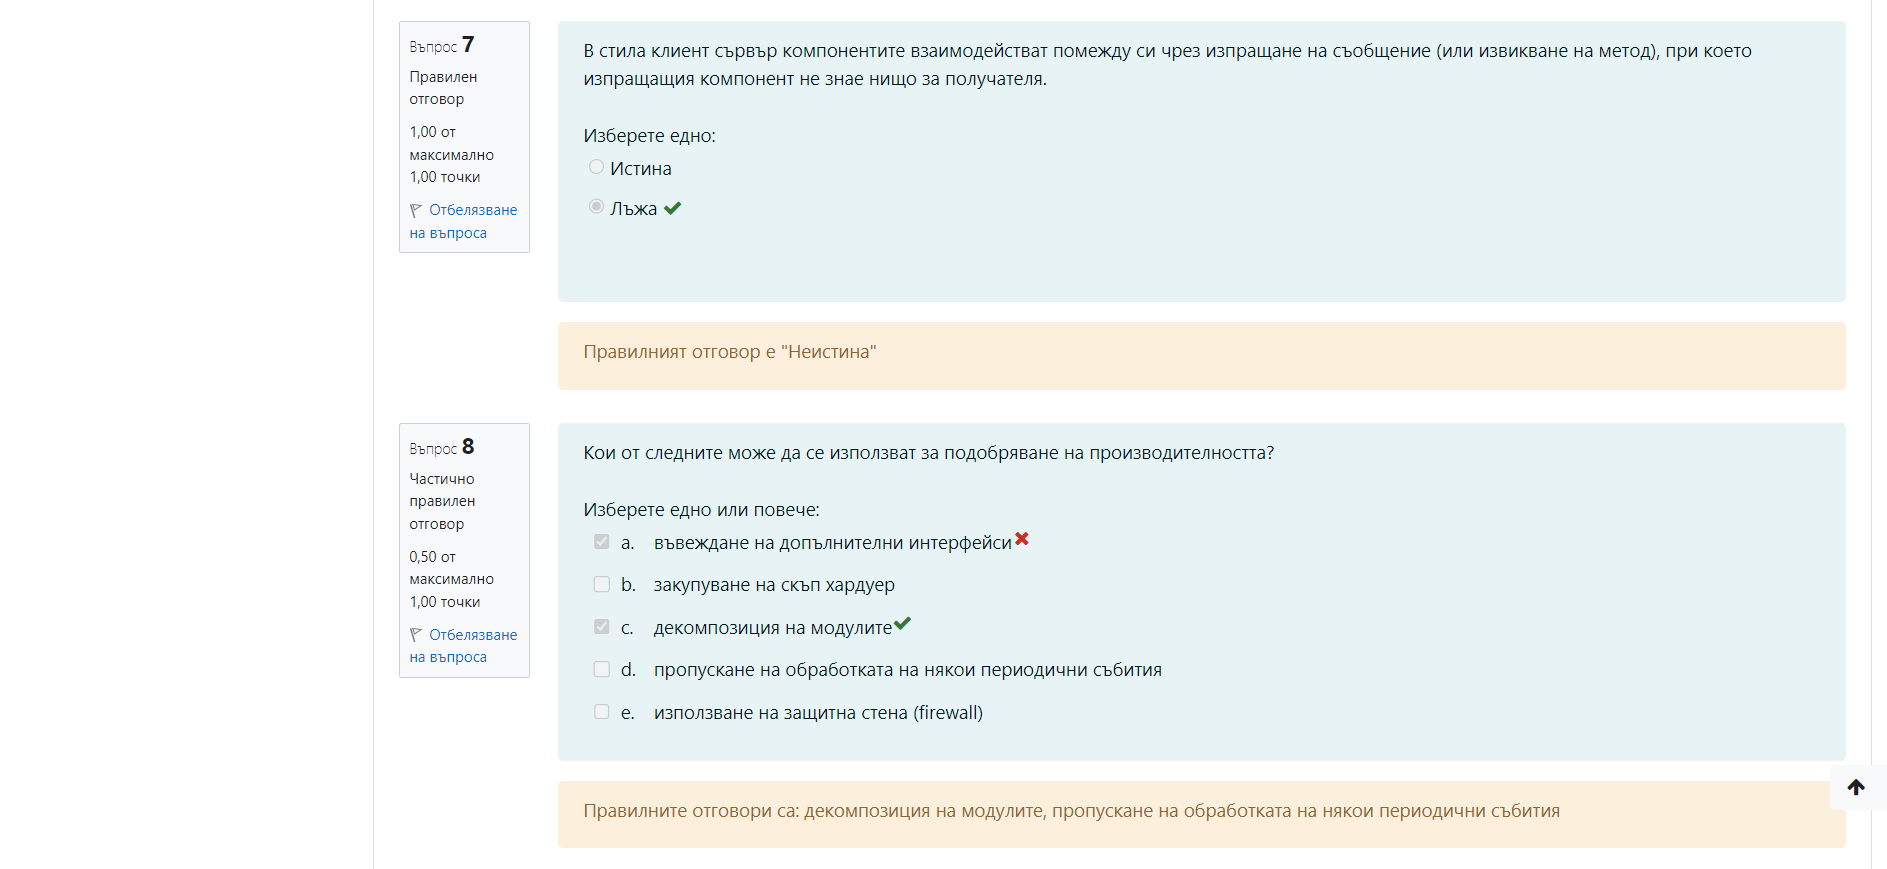 Въпрос 7
Правилен
отговор
1,00 от
максимално
1,00 точки
Отбелязване
на въпроса
В стила клиент сървър компонентите взаимодействат помежду си чрез изпращане на съобщение (или извикване на метод), при което
изпращащия компонент не знае нищо за получателя.
Изберете едно:
Истина
Лъжа
Правилният отговор е "Неистина"
Въпрос 8
Частично
правилен
отговор
0,50 от
максимално
1,00 точки
Отбелязване
на въпроса
Кои от следните може да се използват за подобряване на производителността?
Изберете едно или повече:
a. въвеждане на допълнителни интерфейси
b. закупуване на скъп хардуер
c. декомпозиция на модулите
d. пропускане на обработката на някои периодични събития
e. използване на защитна стена (firewall)
Правилните отговори са: декомпозиция на модулите, пропускане на обработката на някои периодични събития